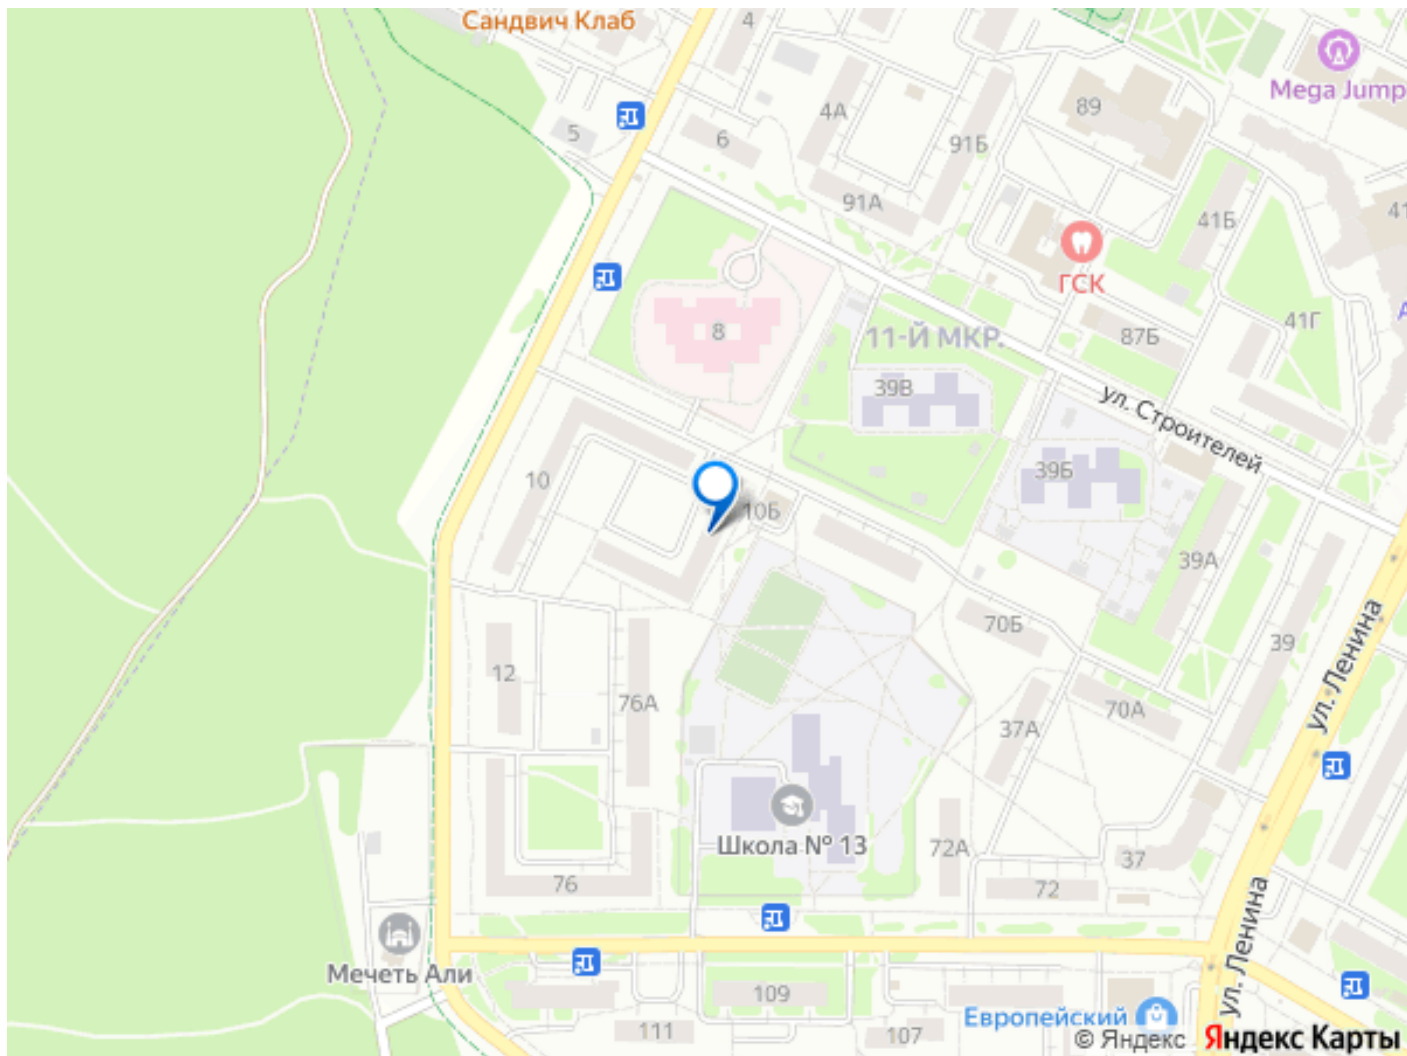 Сандвич Клаб
4
Mega Jump
89
4А
5
6
91Б
91А
41Б
41
ГСК
8
41Г
11-Й МКР.
87Б
А
39В
ул. Строителей
39Б
10
10Б
39А
70Б
39
ул. Ленина
12
76А
37А
70А
Школа № 13
72А
37
76
72
ул. Ленина
Мечеть Али
109
Европейский
111
107
© Яндекс Яндекс Карты